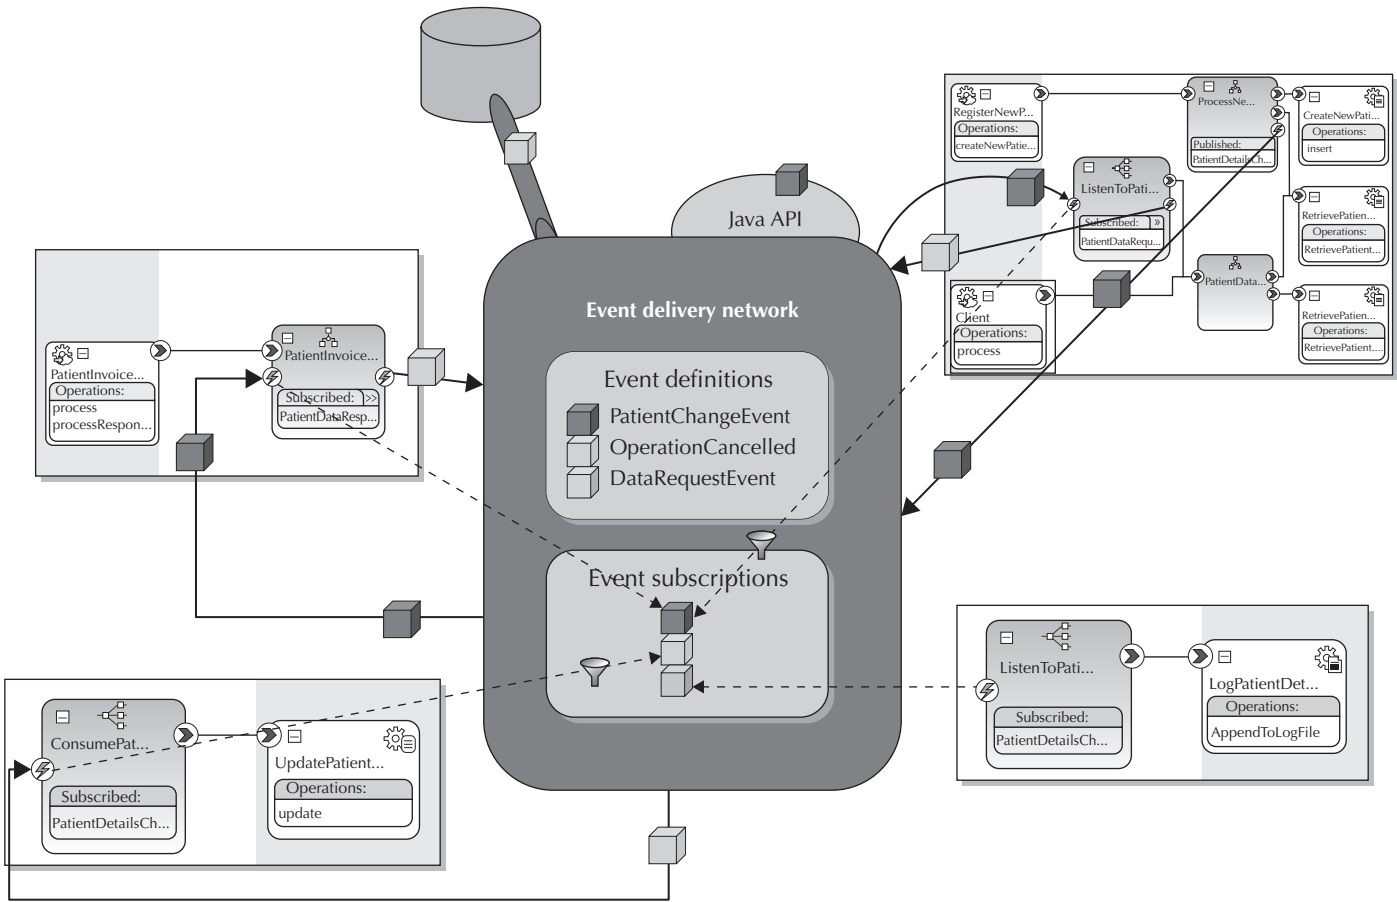 Java API
Event delivery network
Event definitions
PatientChangeEvent
OperationCancelled
DataRequestEvent
Event subscriptions
PatientInvoice...
Operations:
process
processRespon...
PatientInvoice...
Subscribed: >>
PatientDataResp...
ConsumePat...
Subscribed:
PatientDetailsCh...
UpdatePatient...
Operations:
update
RegisterNewP...
Operations:
createNewPatie...
ProcessNe...
Published:
PatientDetailsCh...
CreateNewPati...
Operations:
insert
ListenToPati...
Subscribed: »
PatientDataRequ...
RetrievePatien...
Operations:
RetrievePatient...
Client
Operations:
process
PatientData...
RetrievePatien...
Operations:
RetrievePatient....
ListenToPati...
Subscribed:
PatientDetailsCh...
LogPatientDet...
Operations:
AppendToLogFile